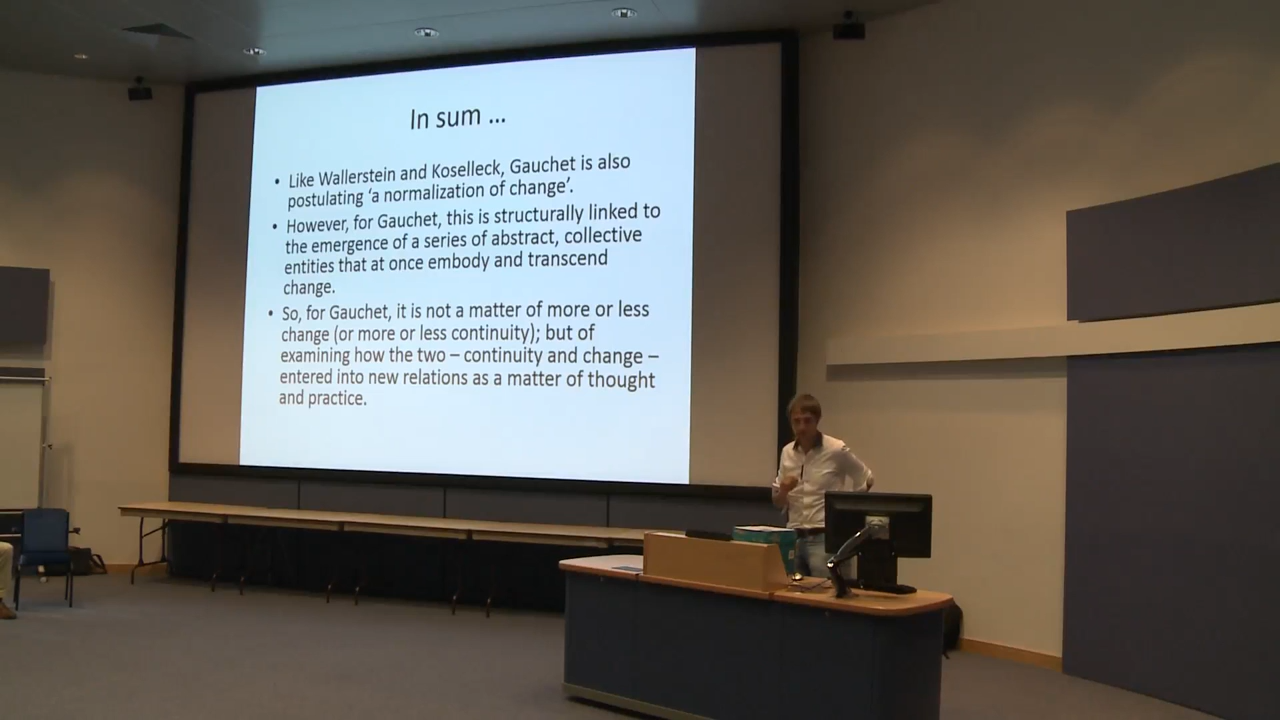 In sum ...
• Like Wallerstein and Koselleck, Gauchet is also
postulating ‘a normalization of change’.
• However, for Gauchet, this is structurally linked to
the emergence of a series of abstract, collective
entities that at once embody and transcend
change.
• So, for Gauchet, it is not a matter of more or less
change (or more or less continuity); but of
examining how the two – continuity and change –
entered into new relations as a matter of thought
and practice.